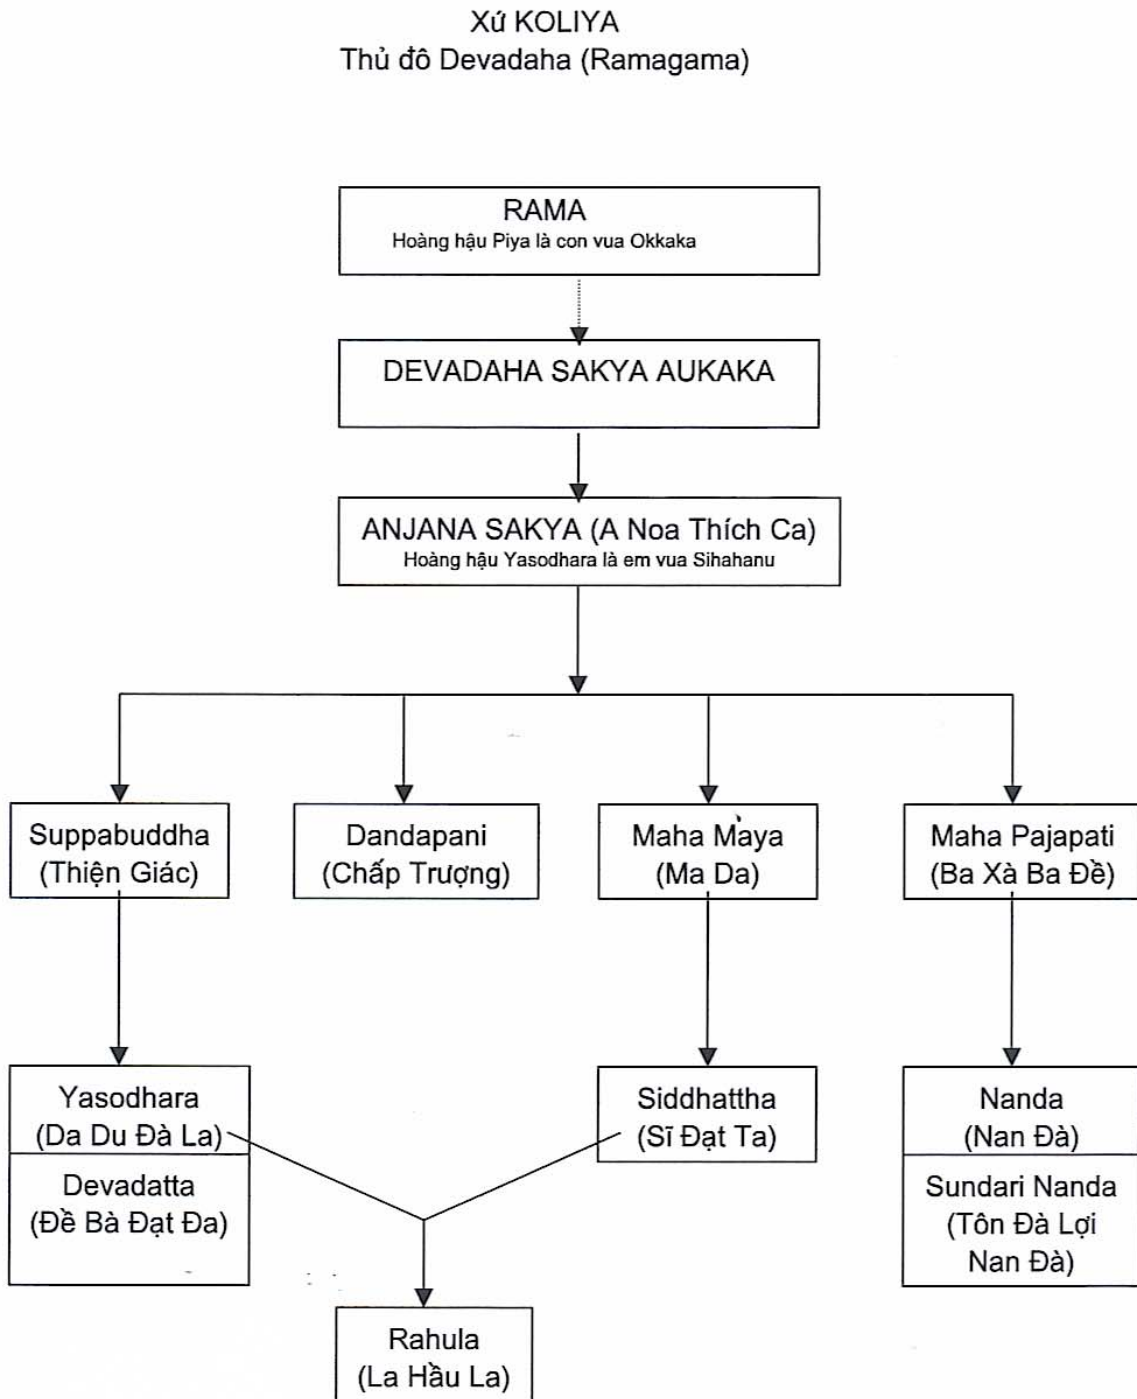 Xứ KOLIYA
Thủ đô Devadaha (Ramagama)
RAMA
Hoàng hậu Piya là con vua Okkaka
DEVADAHA SAKYA AUKAKA
ANJANA SAKYA (A Noa Thích Ca)
Hoàng hậu Yasodhara là em vua Sihahanu
Suppabuddha
(Thiện Giác)
Dandapani
(Chấp Trượng)
Maha Maya
(Ma Da)
Maha Pajapati
(Ba Xà Ba Đề)
Yasodhara
(Da Du Đà La)
Devadatta
(Đề Bà Đạt Đa)
Siddhattha
(Sĩ Đạt Ta)
Nanda
(Nan Đà)
Sundari Nanda
(Tôn Đà Lợi
Nan Đà)
Rahula
(La Hầu La)